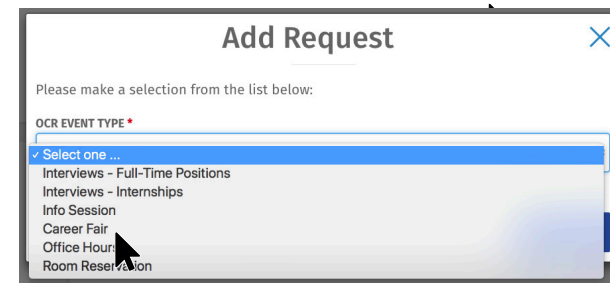 Add Request
Please make a selection from the list below:
OCR EVENT TYPE *
✓ Select one ...
Interviews - Full-Time Positions
Interviews - Internships
Info Session
Career Fair
Office Hours
Room Reservation